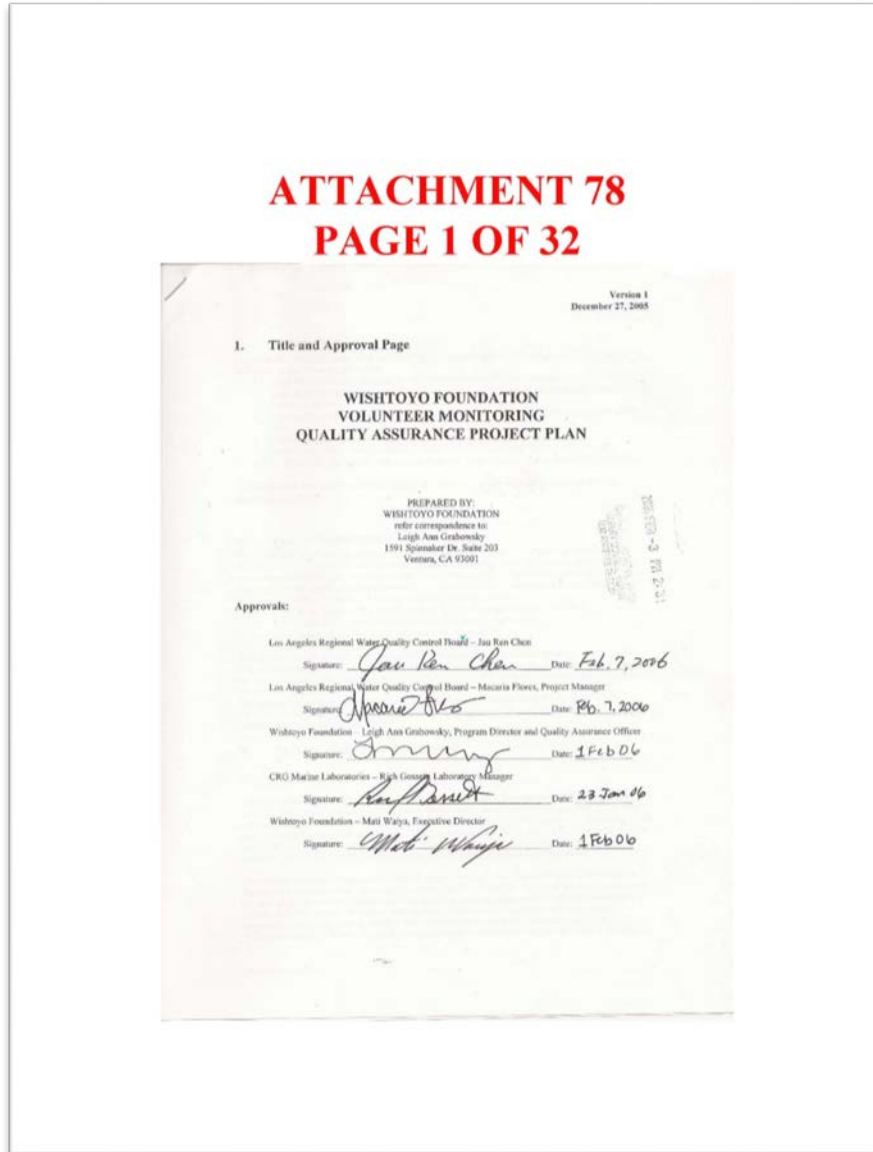 ATTACHMENT 78
PAGE 1 OF 32
Version 1
December 27, 2005
1. Title and Approval Page
WISHTOYO FOUNDATION
VOLUNTEER MONITORING
QUALITY ASSURANCE PROJECT PLAN
PREPARED BY:
WISHTOYO FOUNDATION
refer correspondence to:
Leigh Ann Grabowsky
1591 Spinnaker Dr. Suite 203
Ventura, CA 93001
-3 PM 2:31
Approvals:
Los Angeles Regional Water Quality Control Board – Jau Ren Chen
Signature: Jau Ren Chen Date: Feb. 7, 2006
Los Angeles Regional Water Quality Control Board – Macaria Flores, Project Manager
Signature: Date: Feb. 7, 2006
Wishtoyo Foundation – Leigh Ann Grabowsky, Program Director and Quality Assurance Officer
Signature: Date: 1 Feb 06
CRG Marine Laboratories – Rich Gossett, Laboratory Manager
Signature: Date: 23 Jan 06
Wishtoyo Foundation – Mati Waiya, Executive Director
Signature: Mati Waiya Date: 1 Feb 06